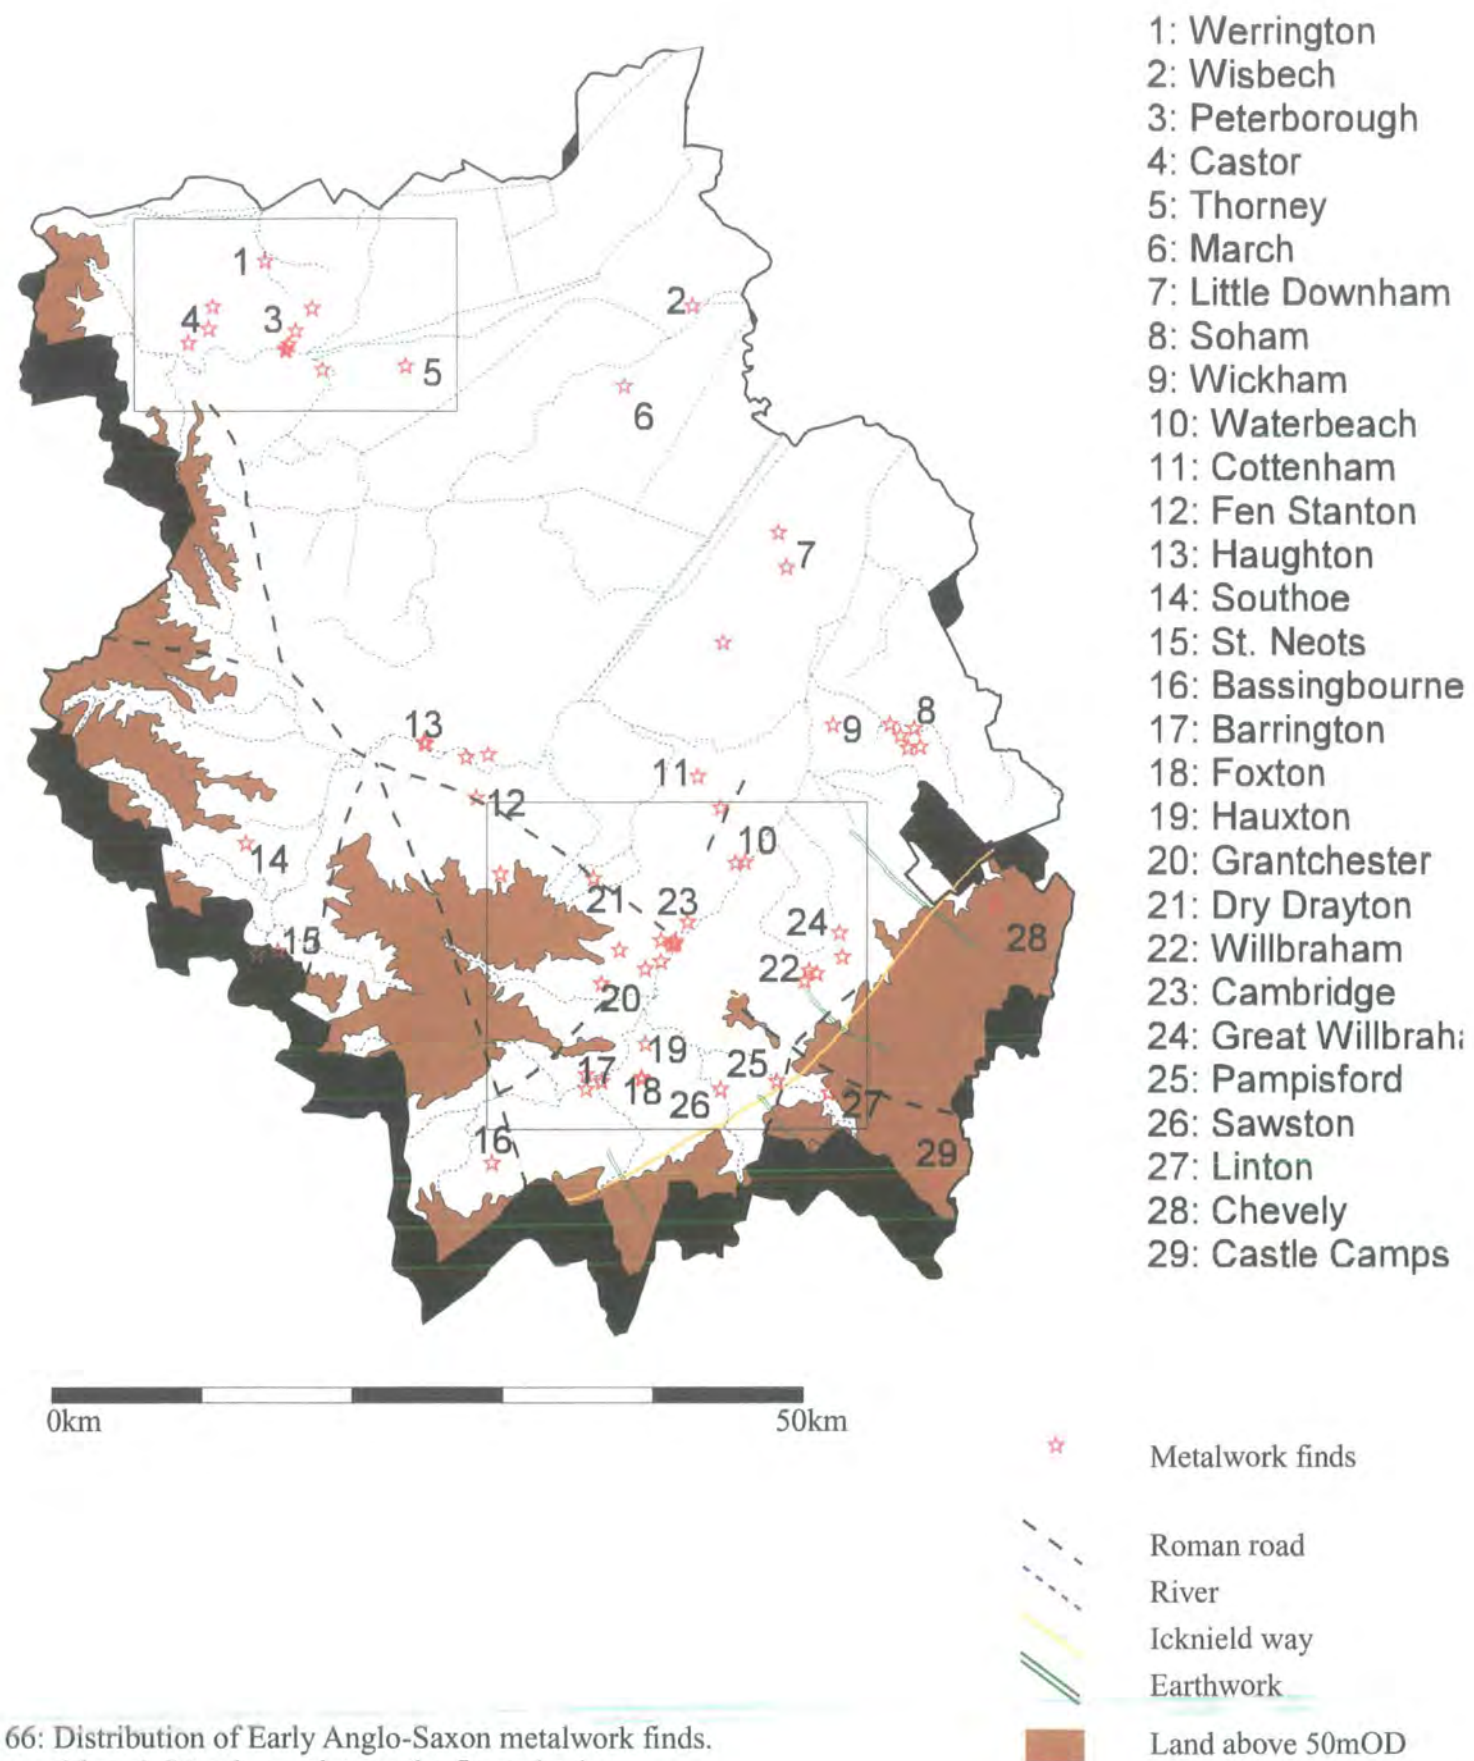 1: Werrington
2: Wisbech
3: Peterborough
4: Castor
5: Thorney
6: March
7: Little Downham
8: Soham
9: Wickham
10: Waterbeach
11: Cottenham
12: Fen Stanton
13: Haughton
14: Southoe
15: St. Neots
16: Bassingbourne
17: Barrington
18: Foxton
19: Hauxton
20: Grantchester
21: Dry Drayton
22: Willbraham
23: Cambridge
24: Great Willbrah
25: Pampisford
26: Sawston
27: Linton
28: Chevely
29: Castle Camps
1
2
4
3
5
6
7
13
9
8
11
12
10
14
21
23
24
28
15
22
20
19
25
17
18
26
27
16
29
0km 50km
Metalwork finds
Roman road
River
Icknield way
Earthwork
Land above 50mOD
66: Distribution of Early Anglo-Saxon metalwork finds.